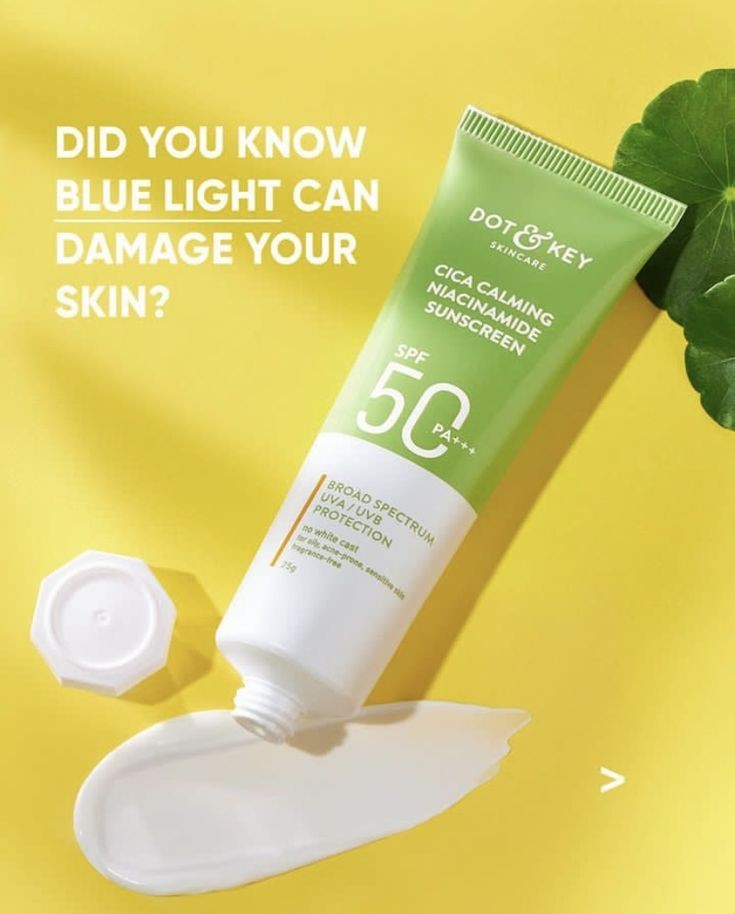 DID YOU KNOW
BLUE LIGHT CAN
DAMAGE YOUR
SKIN?
DOT & KEY
SKINCARE
CICA CALMING
NIACINAMIDE
SUNSCREEN
SPF
50
PA+++
BROAD SPECTRUM
UVA / UVB
PROTECTION
no white cast
for oily, acne-prone, sensitive skin
fragrance-free
25g
>